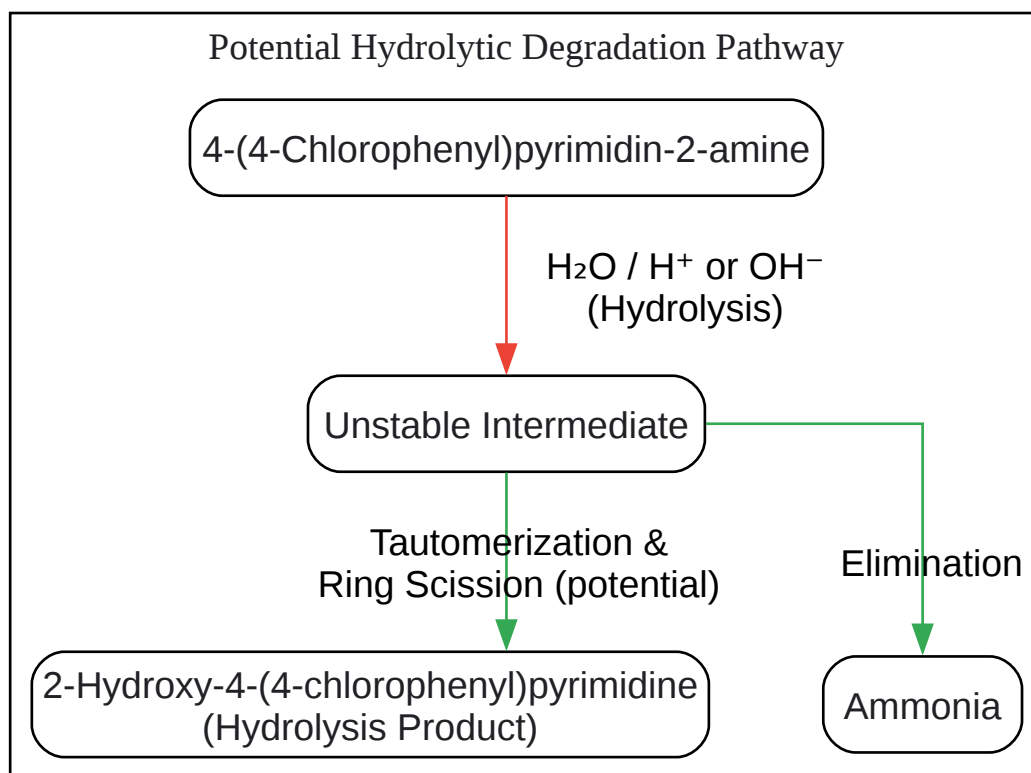 Potential Hydrolytic Degradation Pathway
4-(4-Chlorophenyl)pyrimidin-2-amine
H₂O / H⁺ or OH⁻
(Hydrolysis)
Unstable Intermediate
Tautomerization &
Ring Scission (potential)
Elimination
2-Hydroxy-4-(4-chlorophenyl)pyrimidine
(Hydrolysis Product)
Ammonia